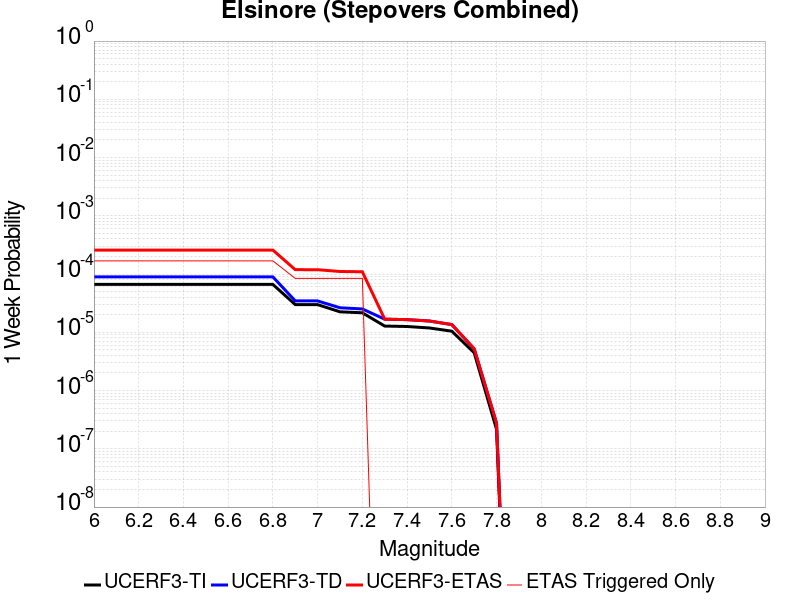 Elsinore (Stepovers Combined)
10^0
10^-1
10^-2
10^-3
10^-4
10^-5
10^-6
10^-7
10^-8
1 Week Probability
6 6.2 6.4 6.6 6.8 7 7.2 7.4 7.6 7.8 8 8.2 8.4 8.6 8.8 9
Magnitude
UCERF3-TI UCERF3-TD UCERF3-ETAS ETAS Triggered Only